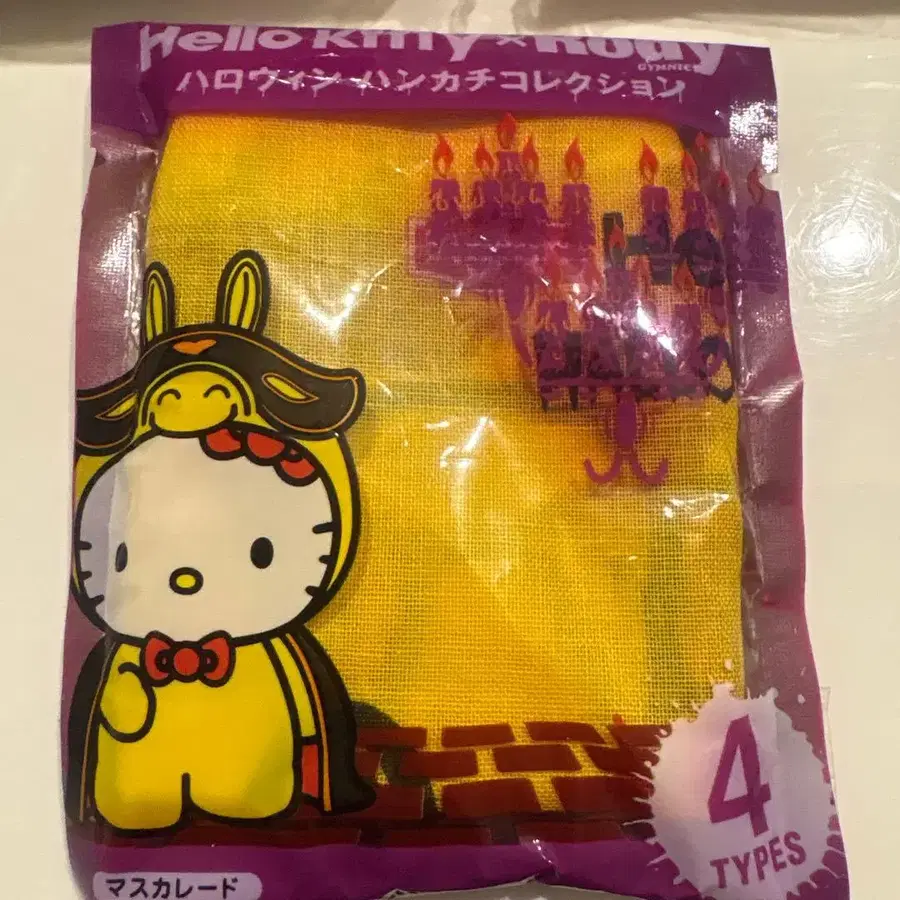 Hello Kitty × Rody
GYMNIC
ハロウィン ハンカチコレクション
4
TYPES
マスカレード